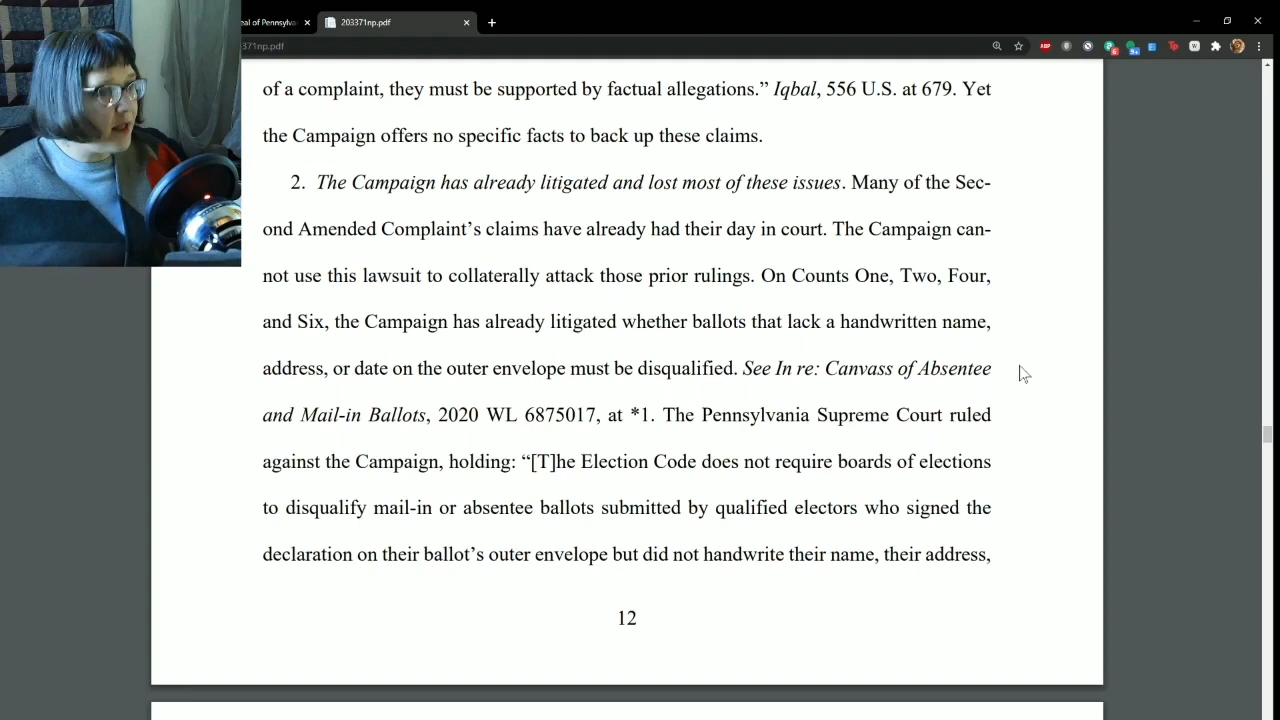 eal of Pennsylva
203371np.pdf
371np.pdf
of a complaint, they must be supported by factual allegations.” Iqbal, 556 U.S. at 679. Yet
the Campaign offers no specific facts to back up these claims.
2. The Campaign has already litigated and lost most of these issues. Many of the Sec-
ond Amended Complaint’s claims have already had their day in court. The Campaign can-
not use this lawsuit to collaterally attack those prior rulings. On Counts One, Two, Four,
and Six, the Campaign has already litigated whether ballots that lack a handwritten name,
address, or date on the outer envelope must be disqualified. See In re: Canvass of Absentee
and Mail-in Ballots, 2020 WL 6875017, at *1. The Pennsylvania Supreme Court ruled
against the Campaign, holding: “[T]he Election Code does not require boards of elections
to disqualify mail-in or absentee ballots submitted by qualified electors who signed the
declaration on their ballot’s outer envelope but did not handwrite their name, their address,
12